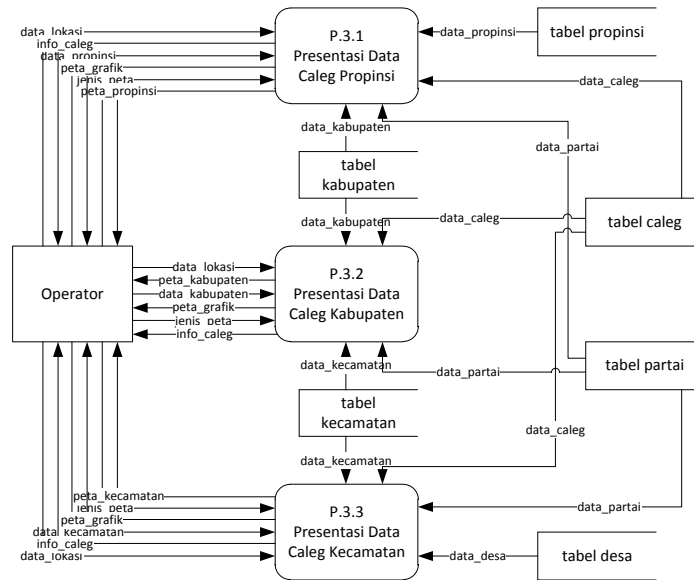 data_lokasi
info_caleg
data_propinsi
peta_grafik
jenis_peta
peta_propinsi
P.3.1
Presentasi Data
Caleg Propinsi
data_propinsi
tabel propinsi
data_caleg
data_kabupaten
data_partai
tabel
kabupaten
data_kabupaten
data_caleg
tabel caleg
Operator
data_lokasi
peta_kabupaten
data_kabupaten
peta_grafik
jenis_peta
info_caleg
P.3.2
Presentasi Data
Caleg Kabupaten
data_kecamatan
data_partai
tabel partai
tabel
kecamatan
data_caleg
data_kecamatan
peta_kecamatan
jenis_peta
peta_grafik
data_kecamatan
info_caleg
data_lokasi
P.3.3
Presentasi Data
Caleg Kecamatan
data_partai
data_desa
tabel desa